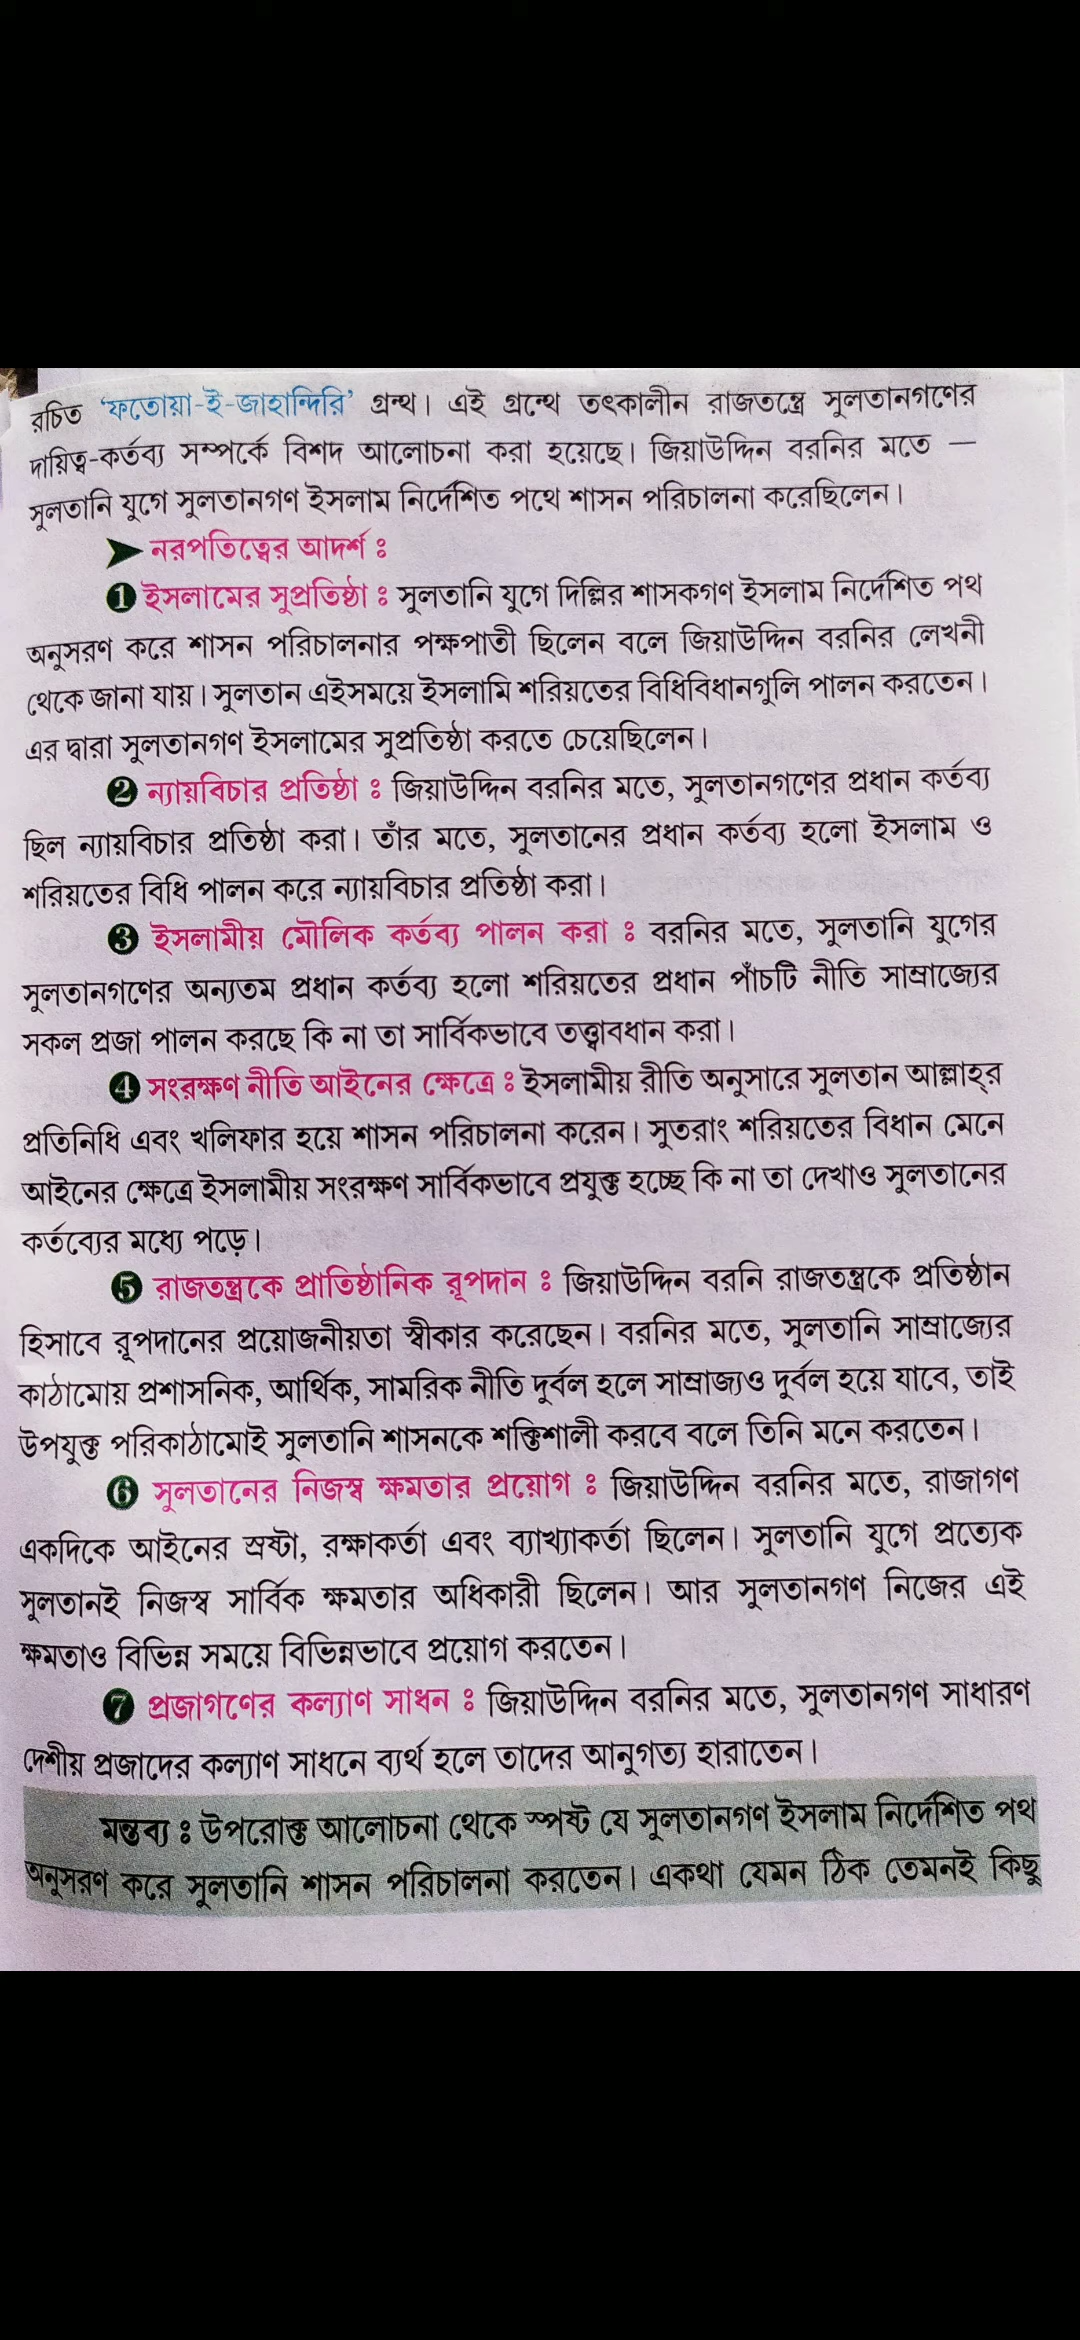 রচিত ‘ফতোয়া-ই-জাহান্দিরি’ গ্রন্থ। এই গ্রন্থে তৎকালীন রাজতন্ত্রে সুলতানগণের
দায়িত্ব-কর্তব্য সম্পর্কে বিশদ আলোচনা করা হয়েছে। জিয়াউদ্দিন বরনির মতে —
সুলতানি যুগে সুলতানগণ ইসলাম নির্দেশিত পথে শাসন পরিচালনা করেছিলেন।
➤ নরপতিত্বের আদর্শ ঃ
❶ ইসলামের সুপ্রতিষ্ঠা ঃ সুলতানি যুগে দিল্লির শাসকগণ ইসলাম নির্দেশিত পথ
অনুসরণ করে শাসন পরিচালনার পক্ষপাতী ছিলেন বলে জিয়াউদ্দিন বরনির লেখনী
থেকে জানা যায়। সুলতান এইসময়ে ইসলামি শরিয়তের বিধিবিধানগুলি পালন করতেন।
এর দ্বারা সুলতানগণ ইসলামের সুপ্রতিষ্ঠা করতে চেয়েছিলেন।
❷ ন্যায়বিচার প্রতিষ্ঠা ঃ জিয়াউদ্দিন বরনির মতে, সুলতানগণের প্রধান কর্তব্য
ছিল ন্যায়বিচার প্রতিষ্ঠা করা। তাঁর মতে, সুলতানের প্রধান কর্তব্য হলো ইসলাম ও
শরিয়তের বিধি পালন করে ন্যায়বিচার প্রতিষ্ঠা করা।
❸ ইসলামীয় মৌলিক কর্তব্য পালন করা ঃ বরনির মতে, সুলতানি যুগের
সুলতানগণের অন্যতম প্রধান কর্তব্য হলো শরিয়তের প্রধান পাঁচটি নীতি সাম্রাজ্যের
সকল প্রজা পালন করছে কি না তা সার্বিকভাবে তত্ত্বাবধান করা।
❹ সংরক্ষণ নীতি আইনের ক্ষেত্রে ঃ ইসলামীয় রীতি অনুসারে সুলতান আল্লাহ্‌র
প্রতিনিধি এবং খলিফার হয়ে শাসন পরিচালনা করেন। সুতরাং শরিয়তের বিধান মেনে
আইনের ক্ষেত্রে ইসলামীয় সংরক্ষণ সার্বিকভাবে প্রযুক্ত হচ্ছে কি না তা দেখাও সুলতানের
কর্তব্যের মধ্যে পড়ে।
❺ রাজতন্ত্রকে প্রাতিষ্ঠানিক রূপদান ঃ জিয়াউদ্দিন বরনি রাজতন্ত্রকে প্রতিষ্ঠান
হিসাবে রূপদানের প্রয়োজনীয়তা স্বীকার করেছেন। বরনির মতে, সুলতানি সাম্রাজ্যের
কাঠামোয় প্রশাসনিক, আর্থিক, সামরিক নীতি দুর্বল হলে সাম্রাজ্যও দুর্বল হয়ে যাবে, তাই
উপযুক্ত পরিকাঠামোই সুলতানি শাসনকে শক্তিশালী করবে বলে তিনি মনে করতেন।
❻ সুলতানের নিজস্ব ক্ষমতার প্রয়োগ ঃ জিয়াউদ্দিন বরনির মতে, রাজাগণ
একদিকে আইনের স্রষ্টা, রক্ষাকর্তা এবং ব্যাখ্যাকর্তা ছিলেন। সুলতানি যুগে প্রত্যেক
সুলতানই নিজস্ব সার্বিক ক্ষমতার অধিকারী ছিলেন। আর সুলতানগণ নিজের এই
ক্ষমতাও বিভিন্ন সময়ে বিভিন্নভাবে প্রয়োগ করতেন।
❼ প্রজাগণের কল্যাণ সাধন ঃ জিয়াউদ্দিন বরনির মতে, সুলতানগণ সাধারণ
দেশীয় প্রজাদের কল্যাণ সাধনে ব্যর্থ হলে তাদের আনুগত্য হারাতেন।
মন্তব্য ঃ উপরোক্ত আলোচনা থেকে স্পষ্ট যে সুলতানগণ ইসলাম নির্দেশিত পথ
অনুসরণ করে সুলতানি শাসন পরিচালনা করতেন। একথা যেমন ঠিক তেমনই কিছু